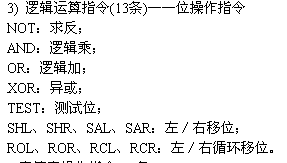 3) 逻辑运算指令(13条)一一位操作指令
NOT：求反；
AND：逻辑乘；
OR：逻辑加；
XOR：异或；
TEST：测试位；
SHL、SHR、SAL、SAR：左／右移位；
ROL、ROR、RCL、RCR：左／右循环移位。